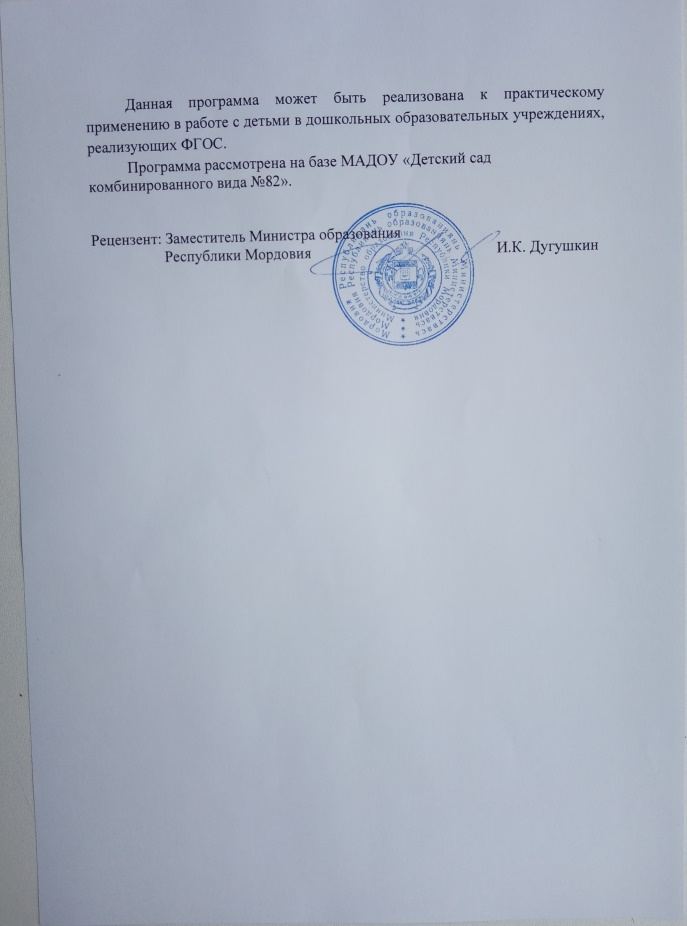 Данная программа может быть реализована к практическому
применению в работе с детьми в дошкольных образовательных учреждениях,
реализующих ФГОС.
Программа рассмотрена на базе МАДОУ «Детский сад
комбинированного вида №82».
Рецензент: Заместитель Министра образования
Республики Мордовия
И.К. Дугушкин
Министерство образования Республики Мордовия